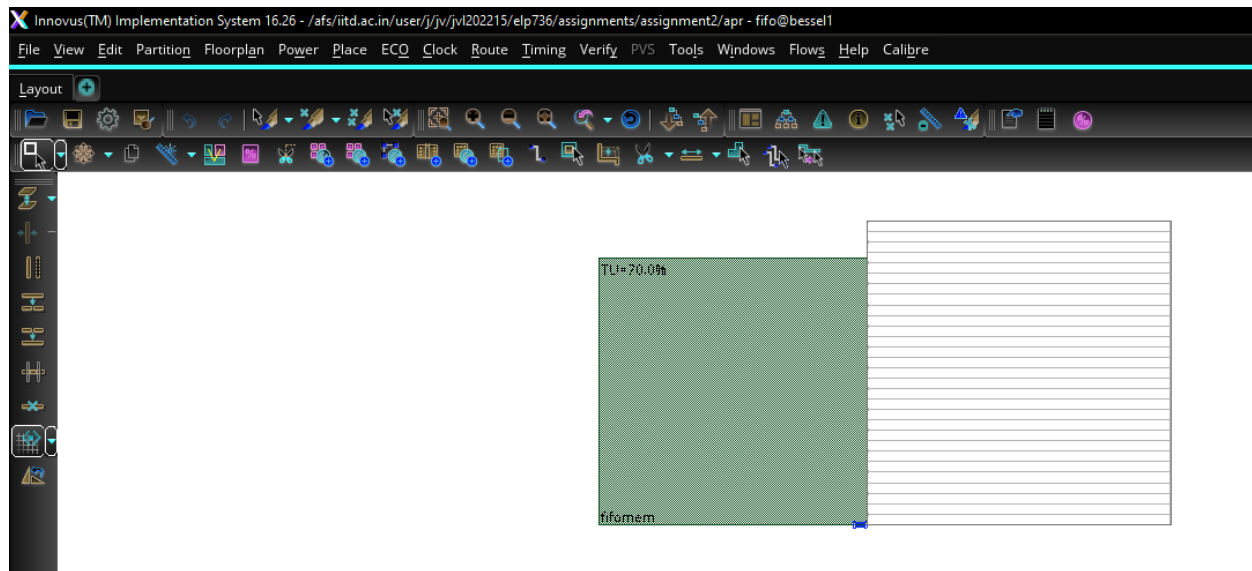 Innovus(TM) Implementation System 16.26 - /afs/iitd.ac.in/user/j/jv/jvl202215/elp736/assignments/assignment2/apr - fifo@bessel1
File View Edit Partition Floorplan Power Place ECO Clock Route Timing Verify PVS Tools Windows Flows Help Calibre
Layout
TU=70.0%
fifomem